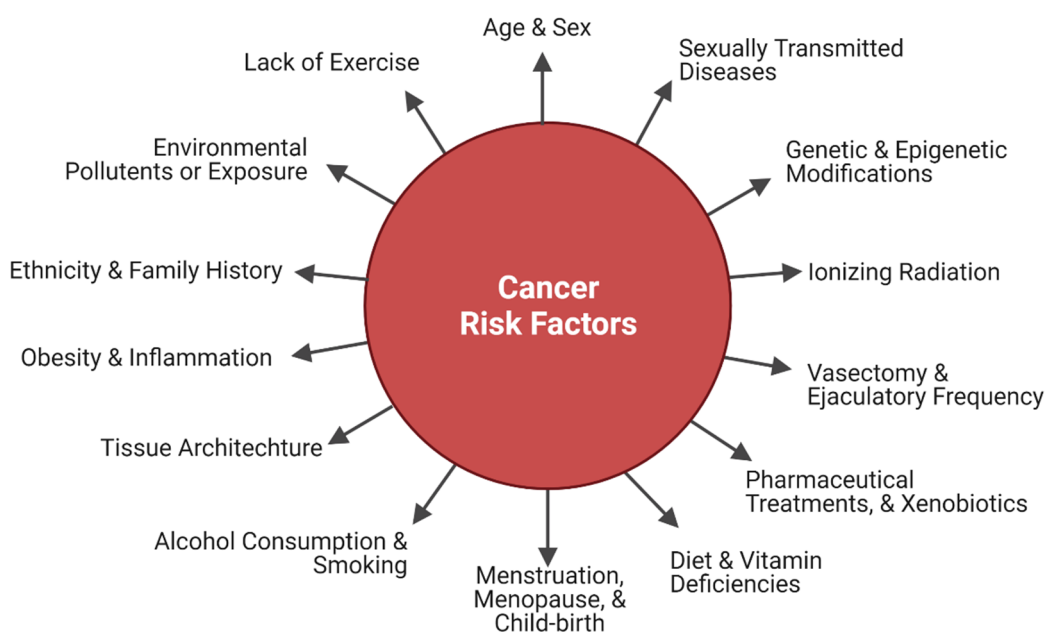 Age & Sex
Sexually Transmitted
Diseases
Genetic & Epigenetic
Modifications
Ionizing Radiation
Vasectomy &
Ejaculatory Frequency
Pharmaceutical
Treatments, & Xenobiotics
Diet & Vitamin
Deficiencies
Menstruation,
Menopause, &
Child-birth
Alcohol Consumption &
Smoking
Tissue Architechture
Obesity & Inflammation
Ethnicity & Family History
Environmental
Pollutents or Exposure
Lack of Exercise
Cancer
Risk Factors